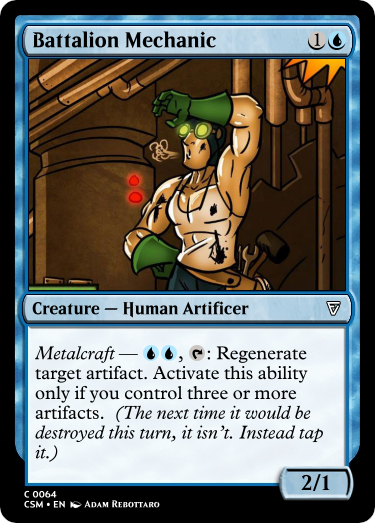 Battalion Mechanic 1
Creature — Human Artificer
Metalcraft — , : Regenerate
target artifact. Activate this ability
only if you control three or more
artifacts. (The next time it would be
destroyed this turn, it isn't. Instead tap
it.)
2/1
C 0064
CSM • EN Adam Rebottaro